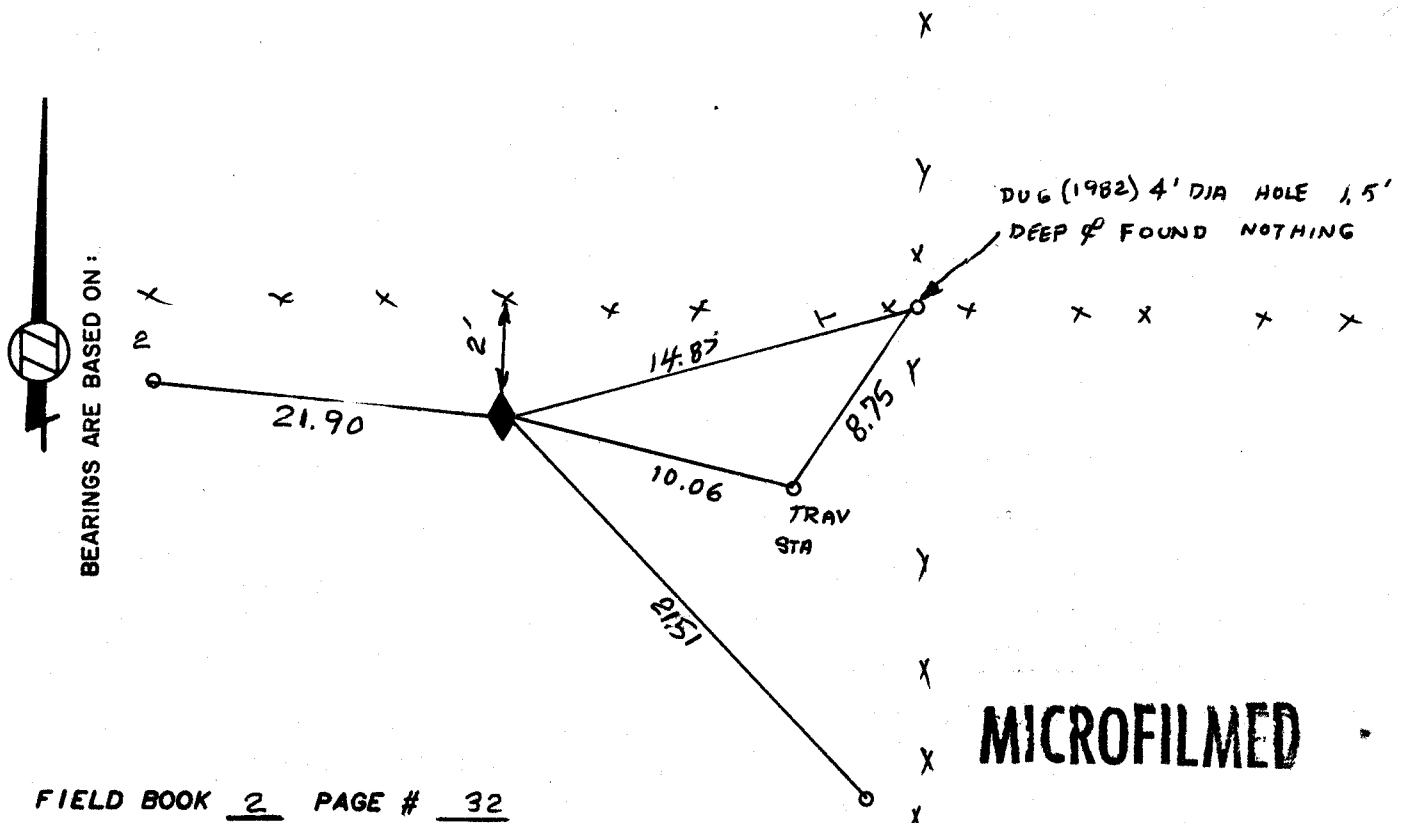 DUG (1982) 4' DIA HOLE 1.5'
DEEP & FOUND NOTHING
BEARINGS ARE BASED ON:
2
2'
14.87
21.90
8.75
10.06
TRAV
STA
21.51
MICROFILMED
FIELD BOOK 2 PAGE # 32